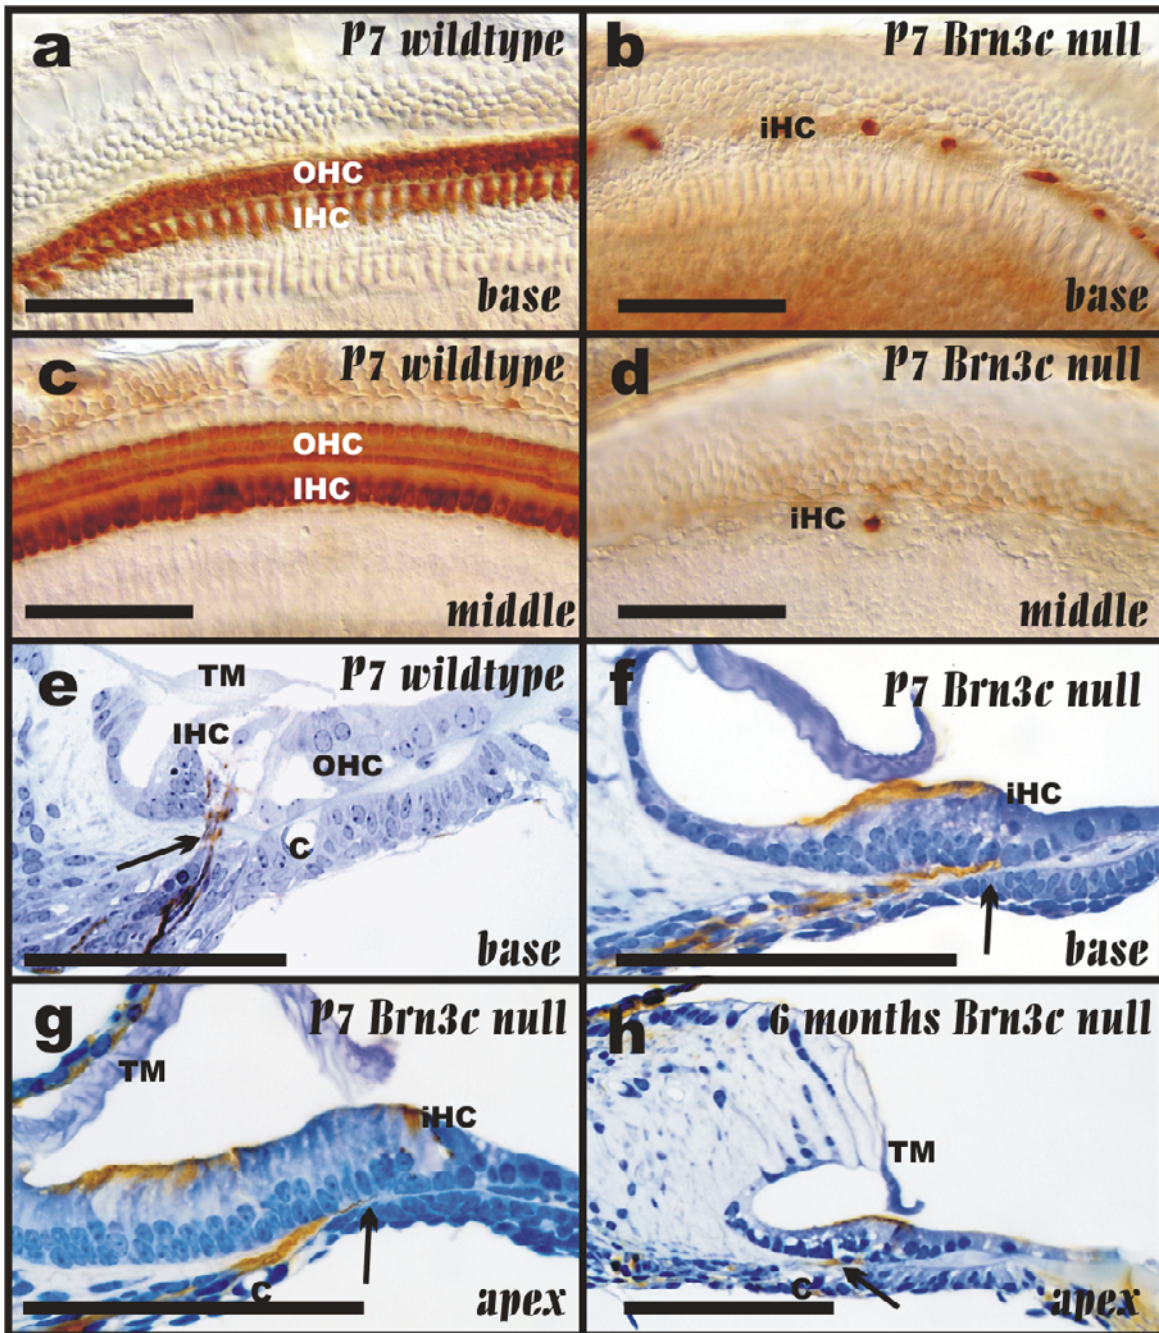 a
P7 wildtype
OHC
IHC
base
b
P7 Brn3c null
iHC
base
c
P7 wildtype
OHC
IHC
middle
d
P7 Brn3c null
iHC
middle
e
TM
P7 wildtype
IHC
OHC
C
base
f
P7 Brn3c null
iHC
base
g
P7 Brn3c null
TM
iHC
C
apex
h
6 months Brn3c null
TM
C
apex